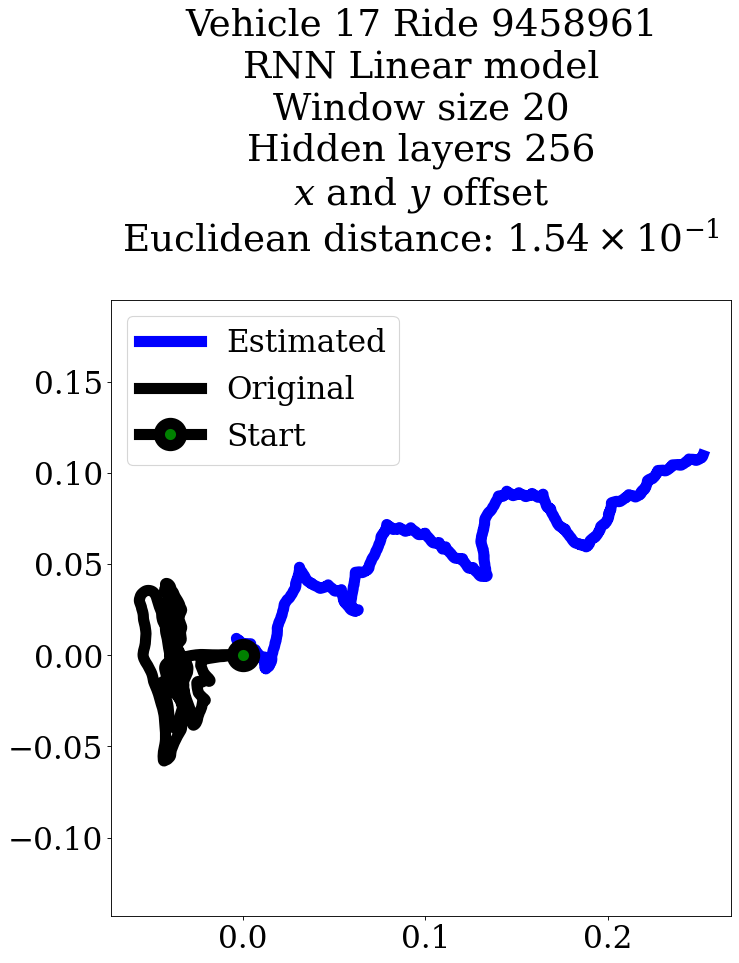 Vehicle 17 Ride 9458961
RNN Linear model
Window size 20
Hidden layers 256
x and y offset
Euclidean distance: 1.54 × 10⁻¹
Estimated
Original
Start
0.15
0.10
0.05
0.00
−0.05
−0.10
0.0 0.1 0.2